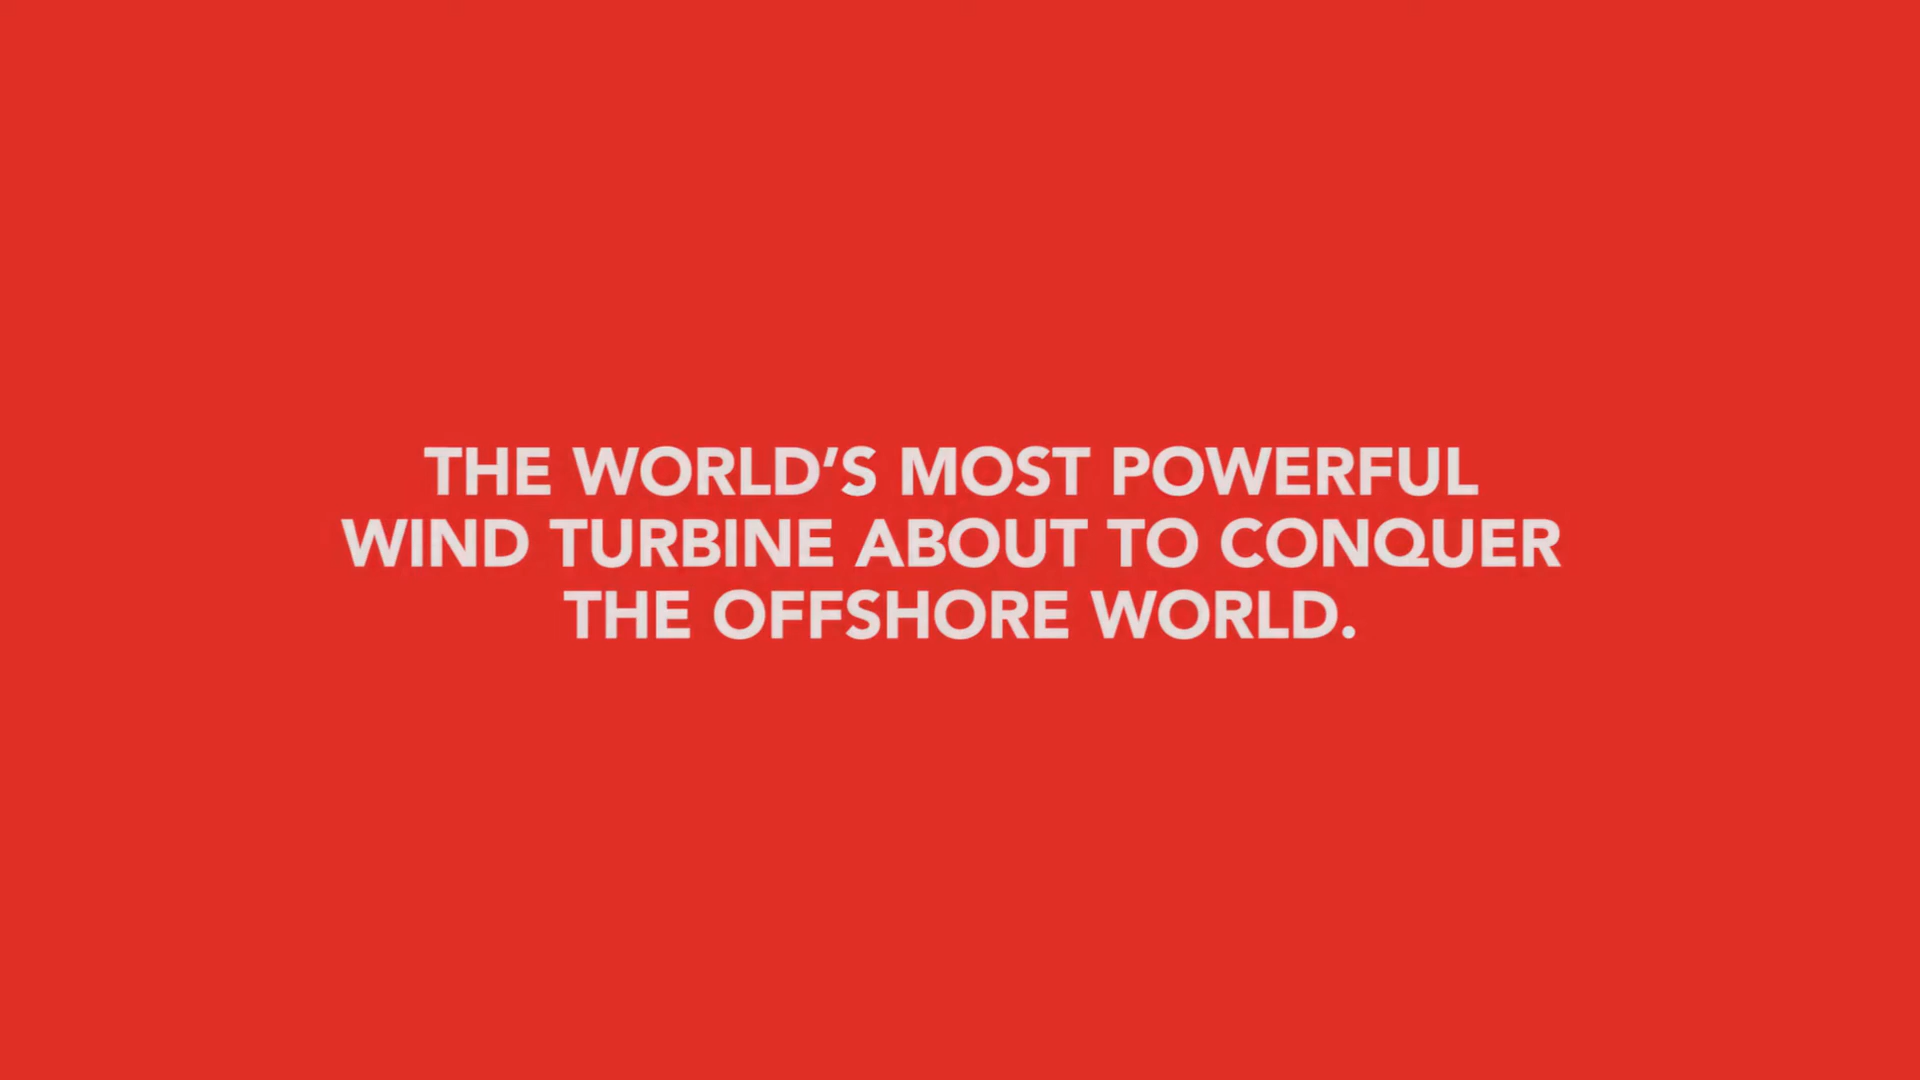 THE WORLD’S MOST POWERFUL
WIND TURBINE ABOUT TO CONQUER
THE OFFSHORE WORLD.